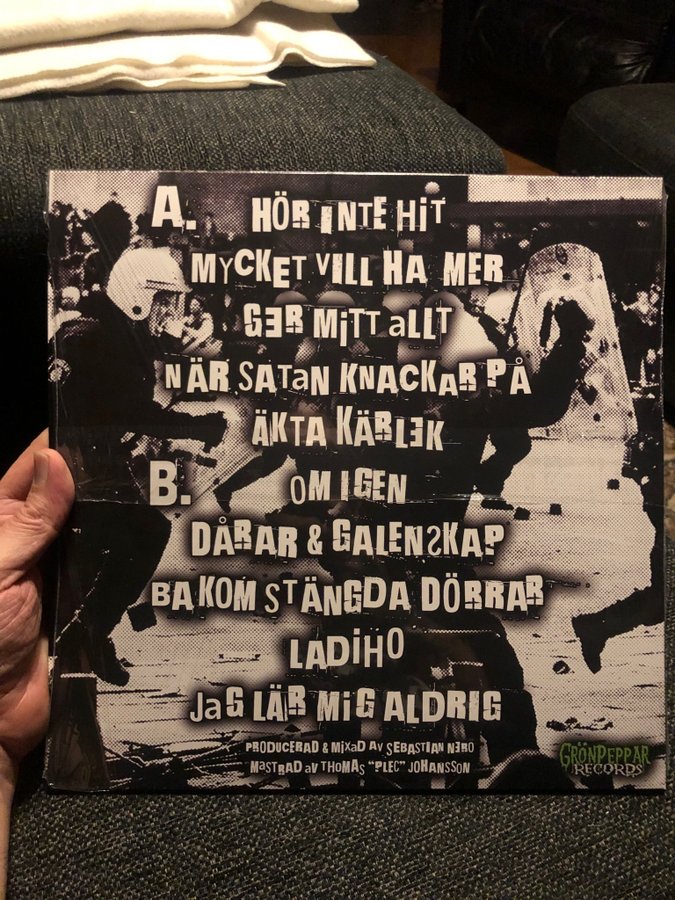 A. HÖR INTE HiT
MYCKET VILL HA MER
GER MiTT aLLT
NÄR SATaN KNACKAR PÅ
ÄKTA KÄRLEK
B. OM IGEN
DÅRAR & GALENSKAP
BAKOM STÄNGDA DÖRRAR
LADiHO
JaG LÄR MiG ALDRIG
PRODUCERAD & MiXaD AV SEBASTIAN NEHO
MaSTRAD aV THOMAS "PLEC" JOHANSSON
GRÖNPEPPAR
RECORDS